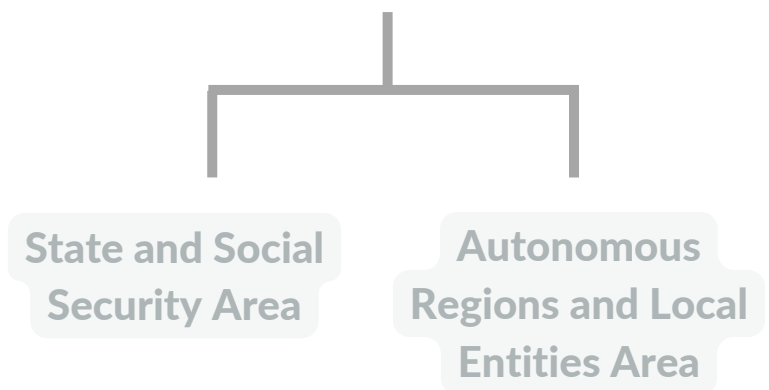 State and Social
Security Area
Autonomous
Regions and Local
Entities Area